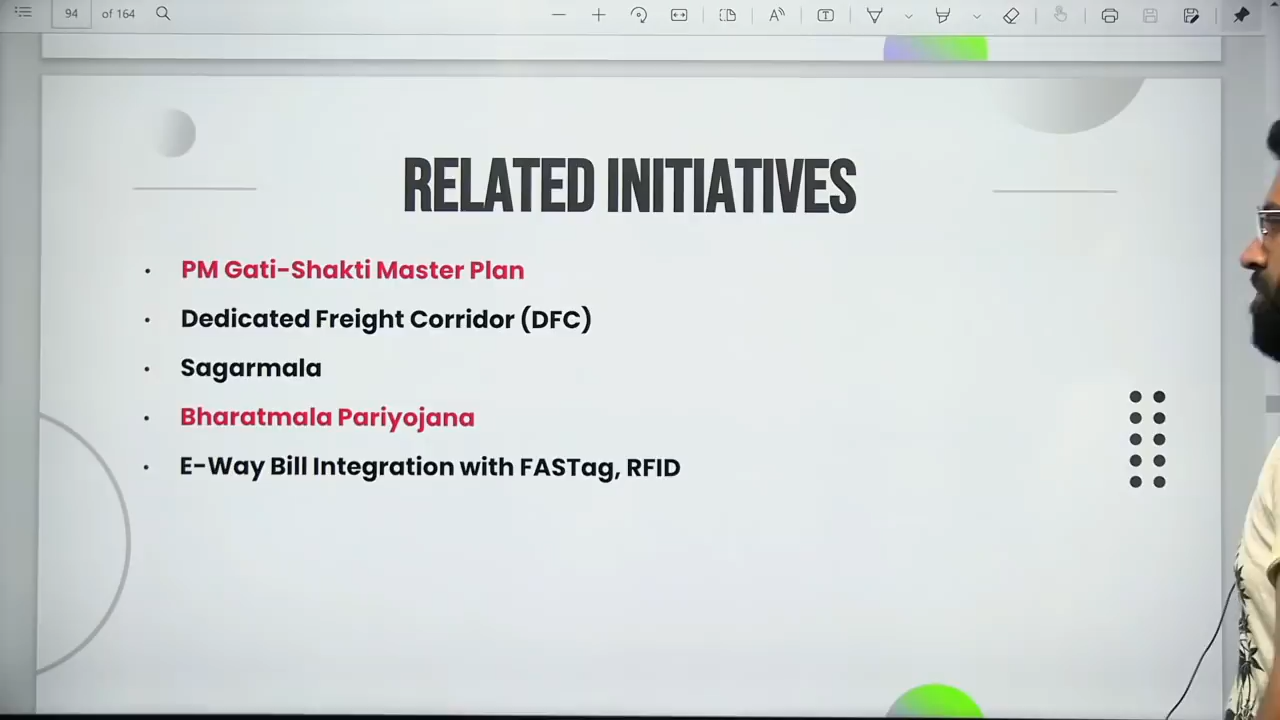 94 of 164
RELATED INITIATIVES
• PM Gati-Shakti Master Plan
• Dedicated Freight Corridor (DFC)
• Sagarmala
• Bharatmala Pariyojana
• E-Way Bill Integration with FASTag, RFID